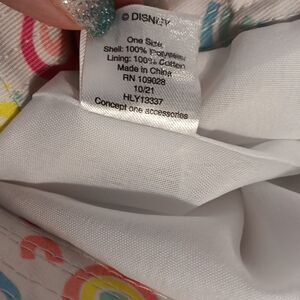 © DISNEY
One Size
Shell: 100% Polyester
Lining: 100% Cotton
Made in China
RN 109028
10/21
HLY13337
Concept one accessories